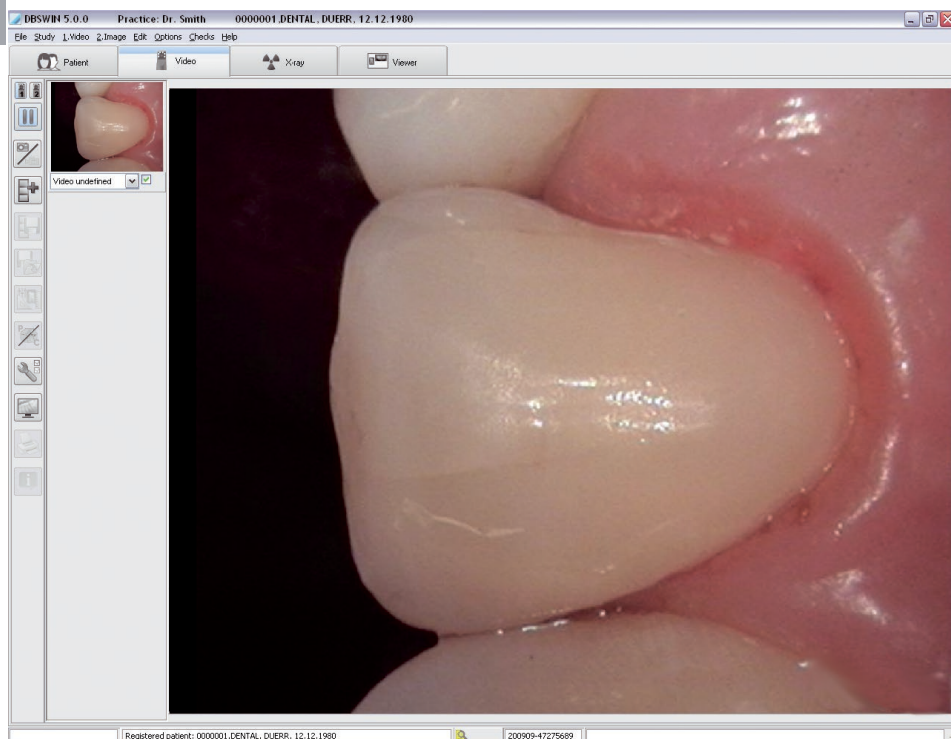 DBSWIN 5.0.0 Practice: Dr. Smith 0000001 ,DENTAL , DUERR, 12.12.1980
File Study 1.Video 2.Image Edit Options Checks Help
Patient Video X-ray Viewer
1 2
Video undefined
Registered patient: 0000001 ,DENTAL, DUERR, 12.12.1980 200909-47275689